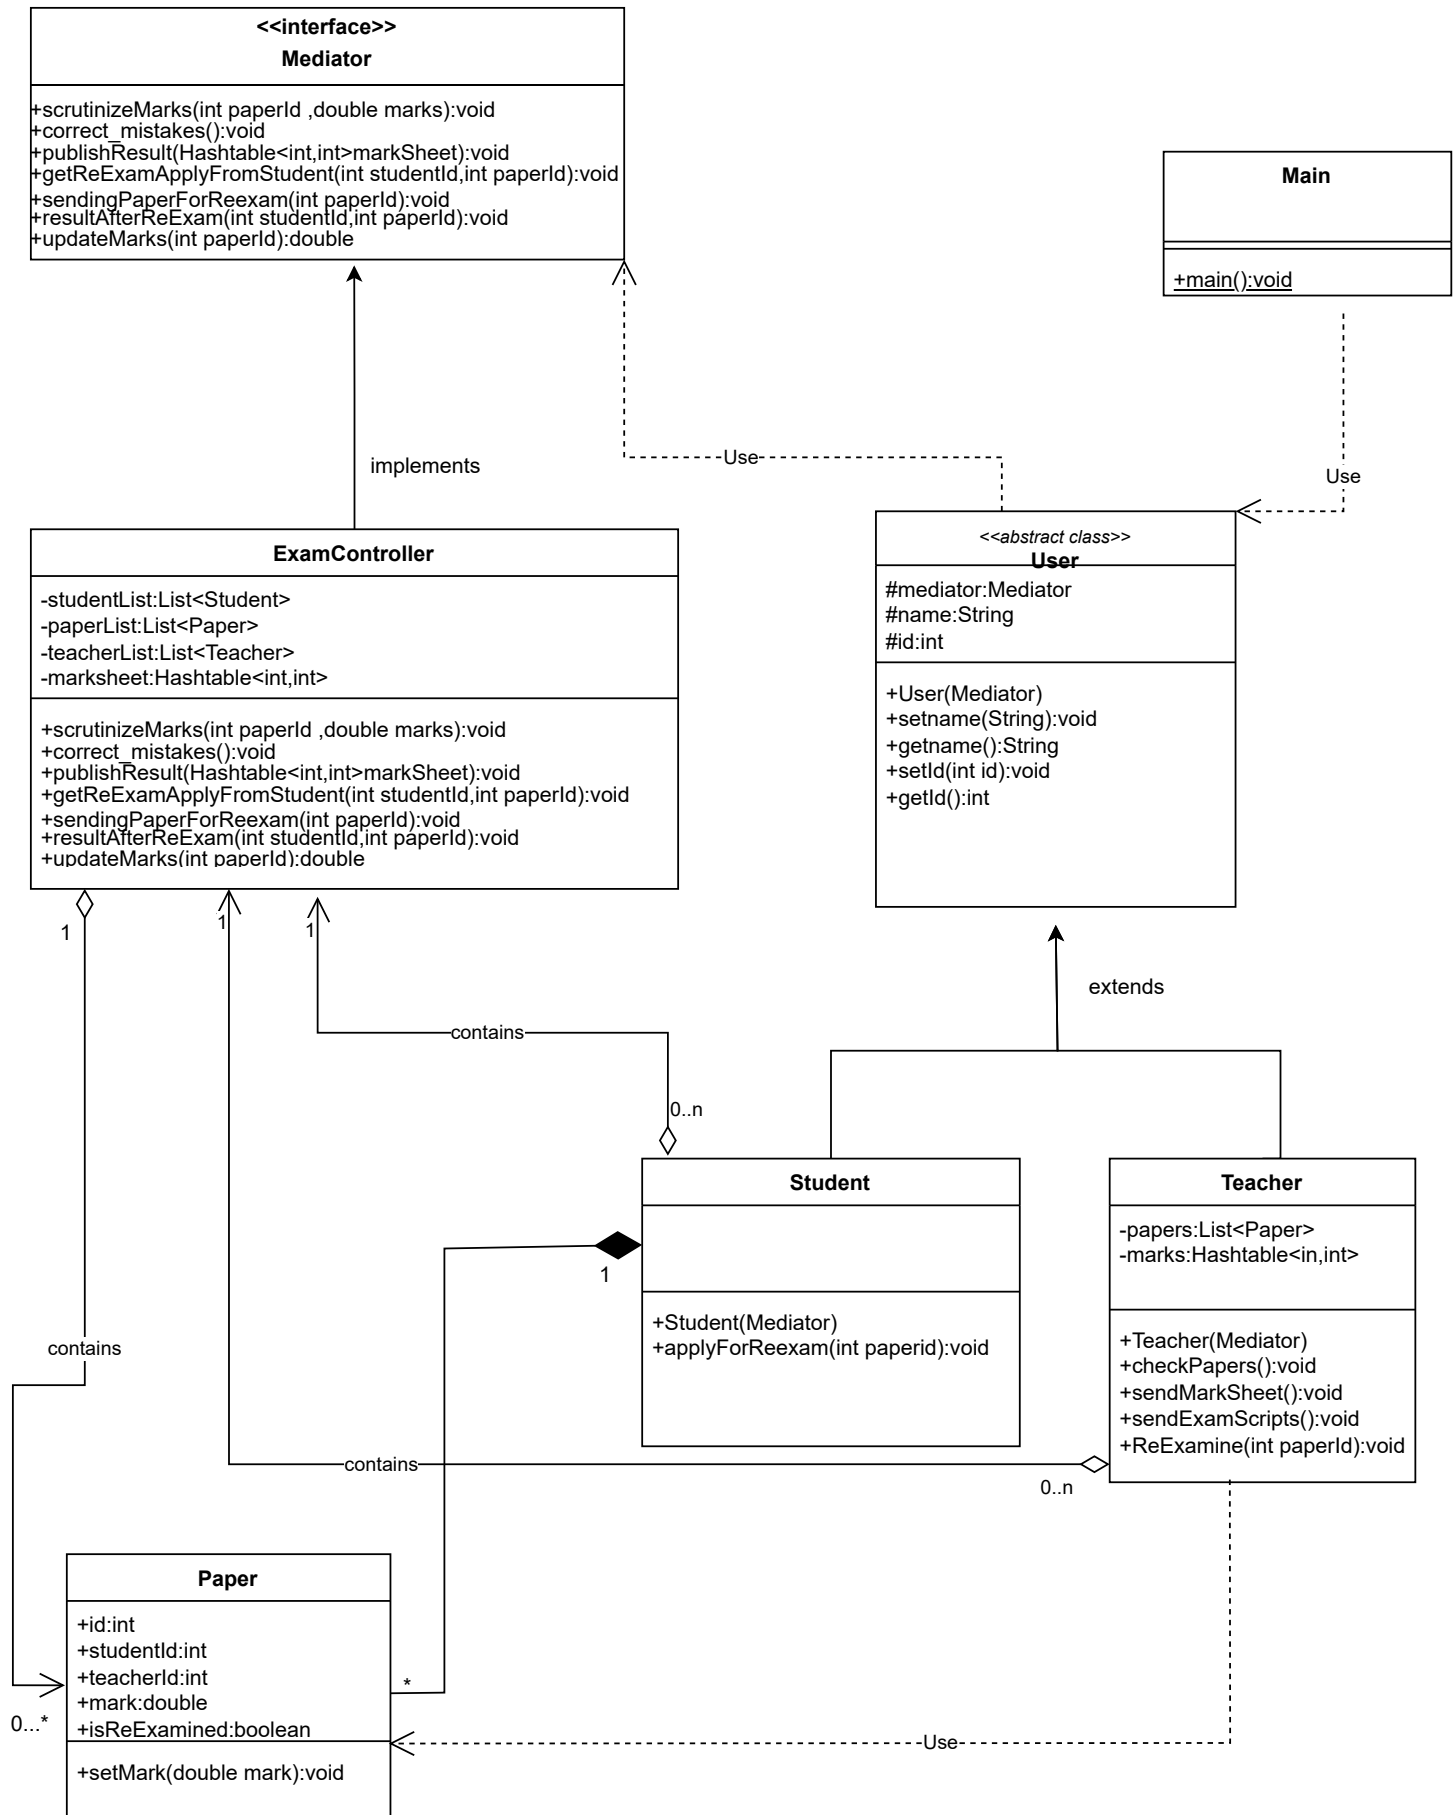 <<interface>>
Mediator
+scrutinizeMarks(int paperId ,double marks):void
+correct_mistakes():void
+publishResult(Hashtable<int,int>markSheet):void
+getReExamApplyFromStudent(int studentId,int paperId):void
+sendingPaperForReexam(int paperId):void
+resultAfterReExam(int studentId,int paperId):void
+updateMarks(int paperId):double
Main
+main():void
implements
Use
Use
ExamController
-studentList:List<Student>
-paperList:List<Paper>
-teacherList:List<Teacher>
-marksheet:Hashtable<int,int>
+scrutinizeMarks(int paperId ,double marks):void
+correct_mistakes():void
+publishResult(Hashtable<int,int>markSheet):void
+getReExamApplyFromStudent(int studentId,int paperId):void
+sendingPaperForReexam(int paperId):void
+resultAfterReExam(int studentId,int paperId):void
+updateMarks(int paperId):double
<<abstract class>>
User
#mediator:Mediator
#name:String
#id:int
+User(Mediator)
+setname(String):void
+getname():String
+setId(int id):void
+getId():int
1
1
1
extends
contains
0..n
Student
+Student(Mediator)
+applyForReexam(int paperid):void
1
Teacher
-papers:List<Paper>
-marks:Hashtable<in,int>
+Teacher(Mediator)
+checkPapers():void
+sendMarkSheet():void
+sendExamScripts():void
+ReExamine(int paperId):void
contains
contains
0..n
Paper
+id:int
+studentId:int
+teacherId:int
+mark:double
+isReExamined:boolean
+setMark(double mark):void
*
0...*
Use